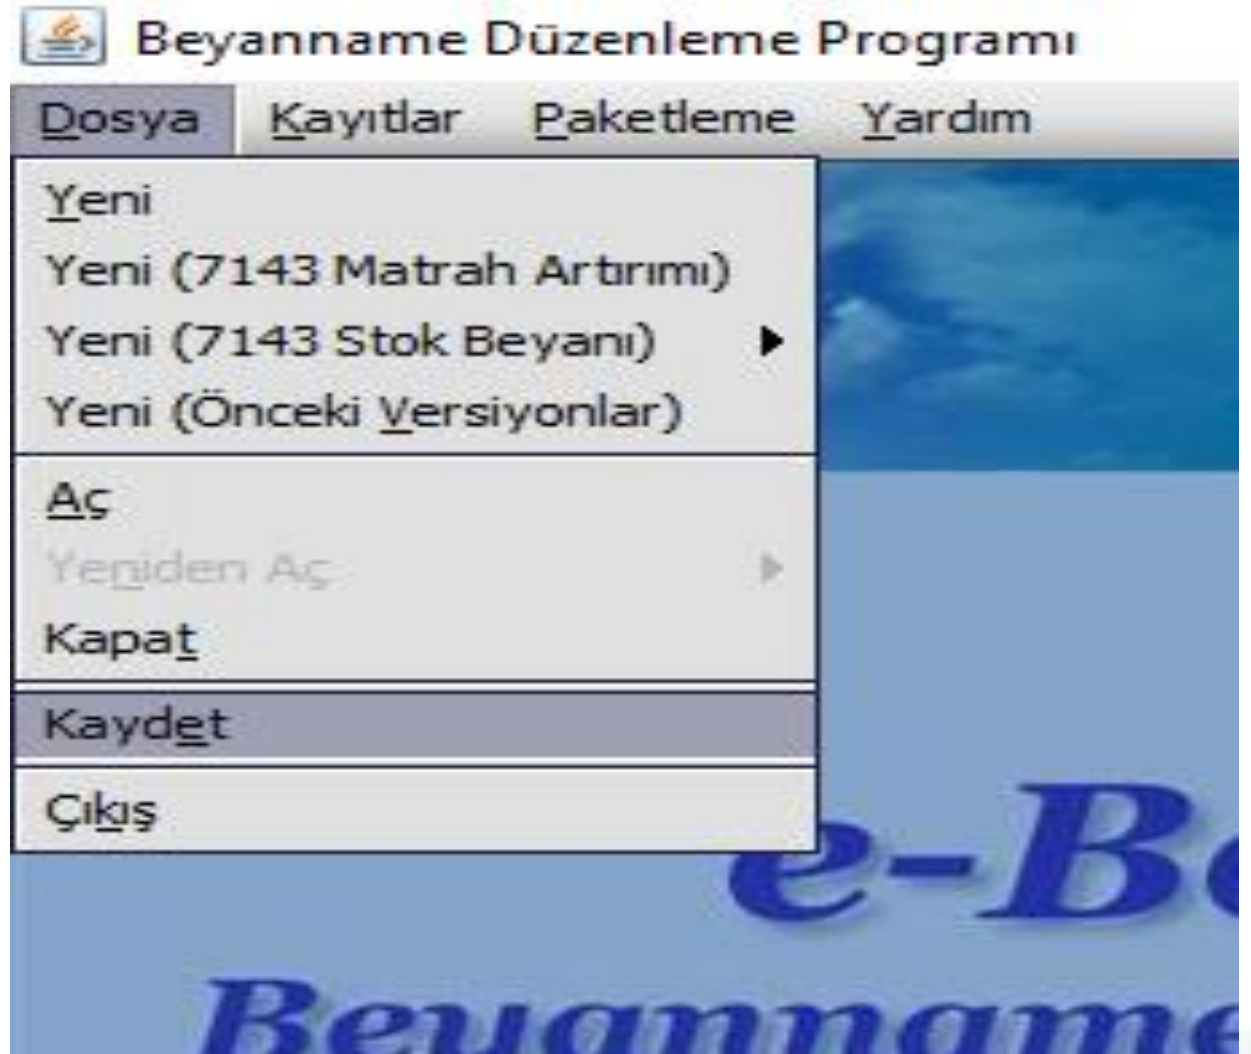 Beyanname Düzenleme Programı
Dosya Kayıtlar Paketleme Yardım
Yeni
Yeni (7143 Matrah Artırımı)
Yeni (7143 Stok Beyanı)
Yeni (Önceki Versiyonlar)
Aç
Yeniden Aç
Kapat
Kaydet
Çıkış
e-Be
Beyanname